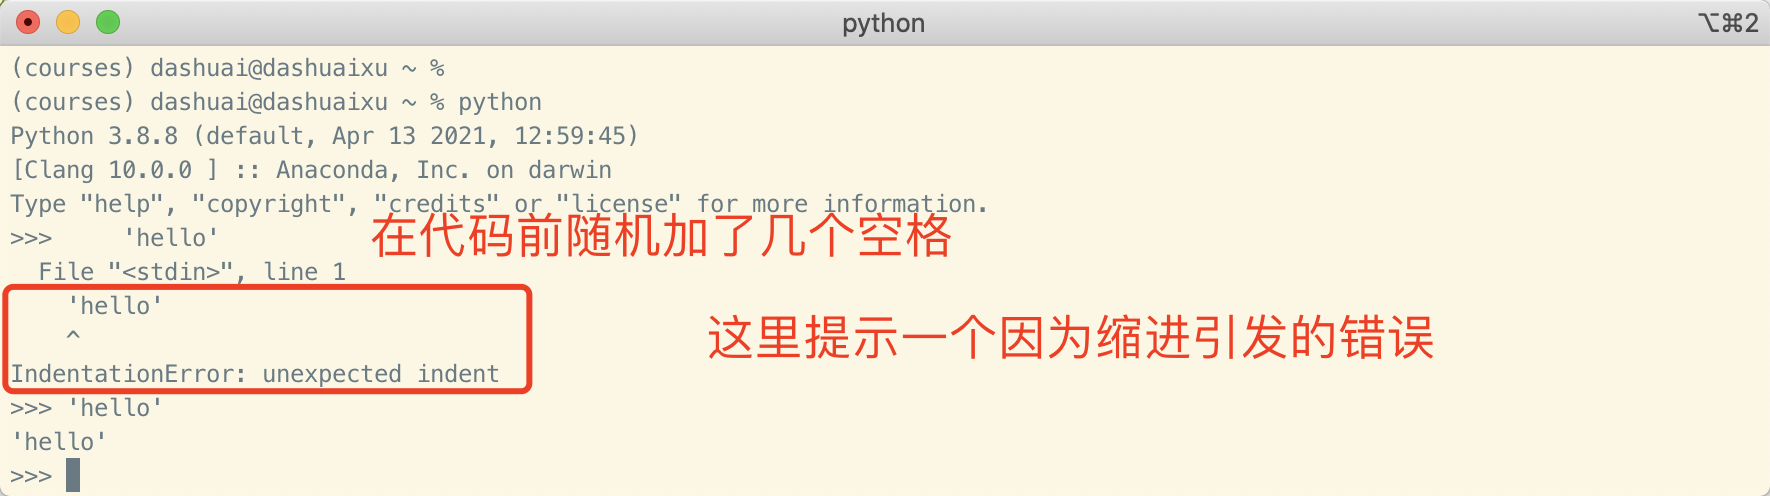 python
⌥⌘2
(courses) dashuai@dashuaixu ~ %
(courses) dashuai@dashuaixu ~ % python
Python 3.8.8 (default, Apr 13 2021, 12:59:45)
[Clang 10.0.0 ] :: Anaconda, Inc. on darwin
Type "help", "copyright", "credits" or "license" for more information.
>>>     'hello'
在代码前随机加了几个空格
  File "<stdin>", line 1
    'hello'
    ^
这里提示一个因为缩进引发的错误
IndentationError: unexpected indent
>>> 'hello'
'hello'
>>>